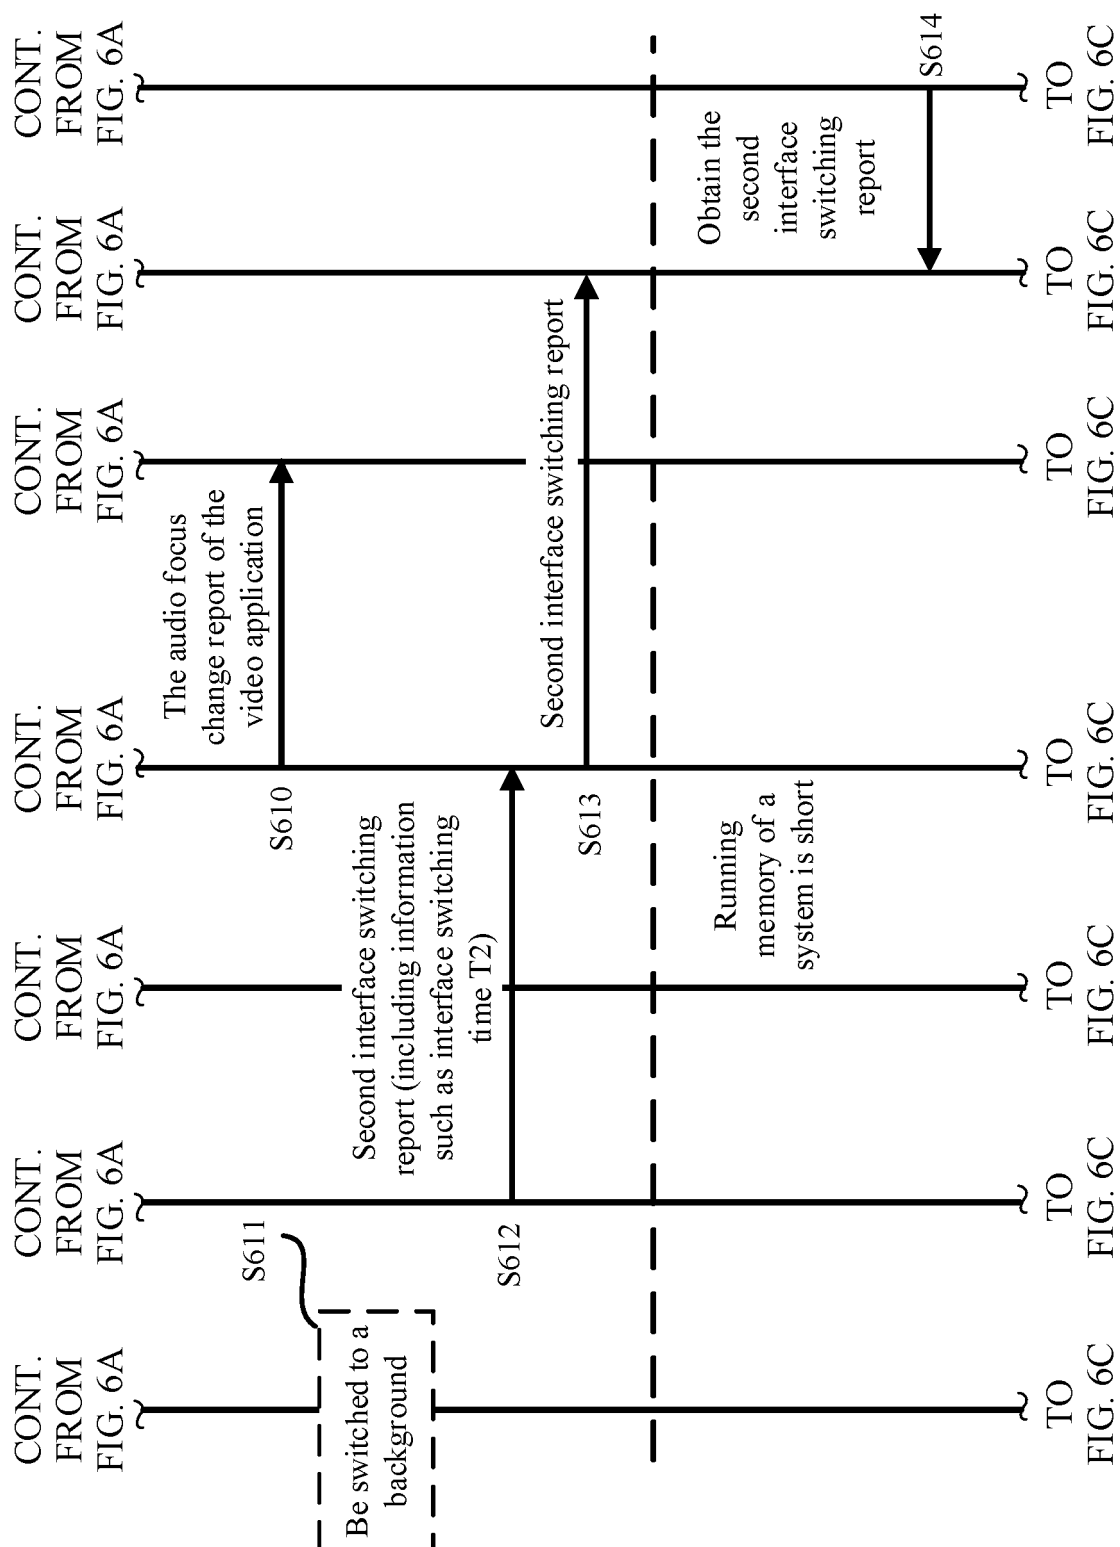 CONT.
FROM
FIG. 6A
CONT.
FROM
FIG. 6A
CONT.
FROM
FIG. 6A
CONT.
FROM
FIG. 6A
CONT.
FROM
FIG. 6A
CONT.
FROM
FIG. 6A
CONT.
FROM
FIG. 6A
The audio focus
change report of the
video application
S610
S611
Be switched to a
background
Second interface switching
report (including information
such as interface switching
time T2)
S612
Second interface switching report
S613
Running
memory of a
system is short
Obtain the
second
interface
switching
report
S614
TO
FIG. 6C
TO
FIG. 6C
TO
FIG. 6C
TO
FIG. 6C
TO
FIG. 6C
TO
FIG. 6C
TO
FIG. 6C